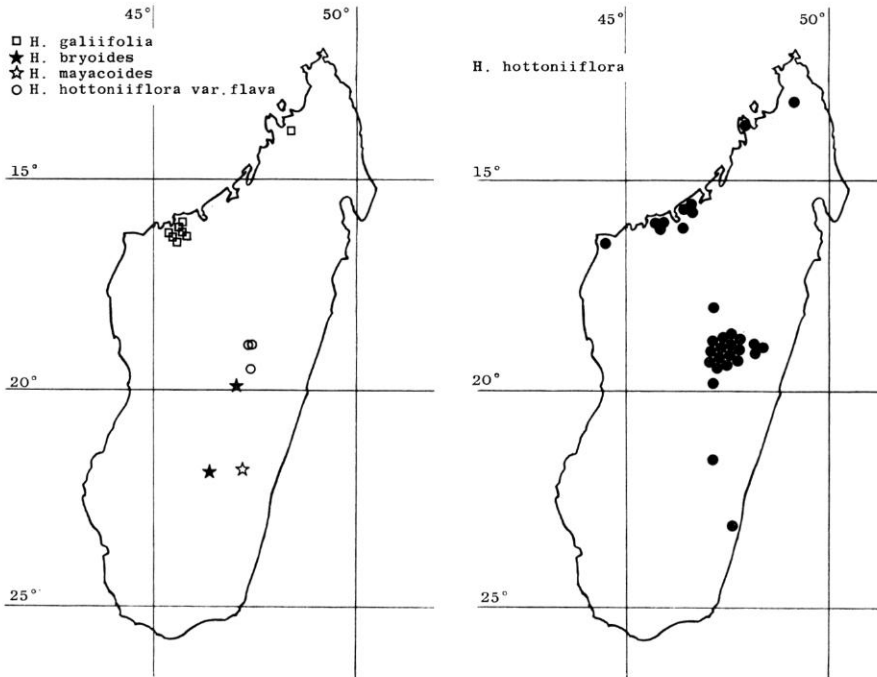 45° 50°
□ H. galiifolia
★ H. bryoides
☆ H. mayacoides
○ H. hottoniiflora var.flava
15°
20°
25°
45° 50°
H. hottoniiflora
15°
20°
25°